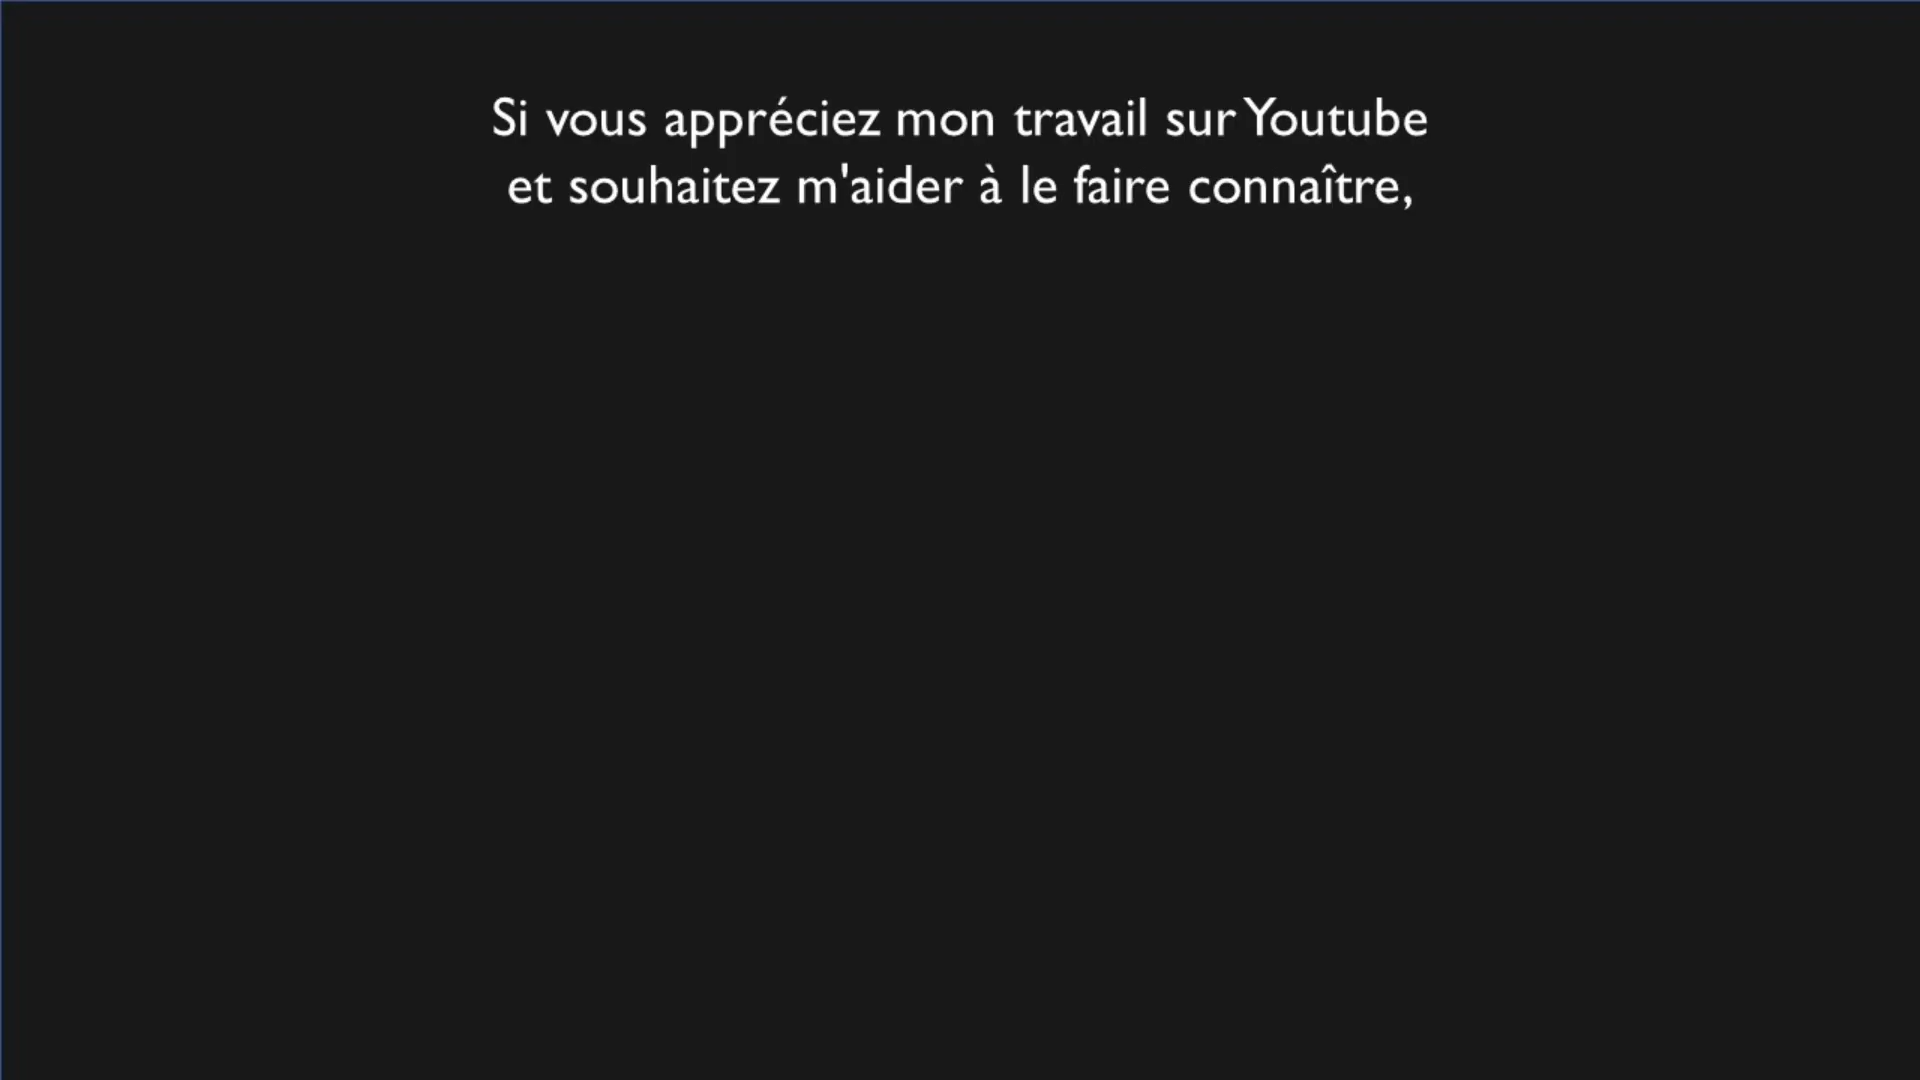 Si vous appréciez mon travail sur Youtube
et souhaitez m'aider à le faire connaître,